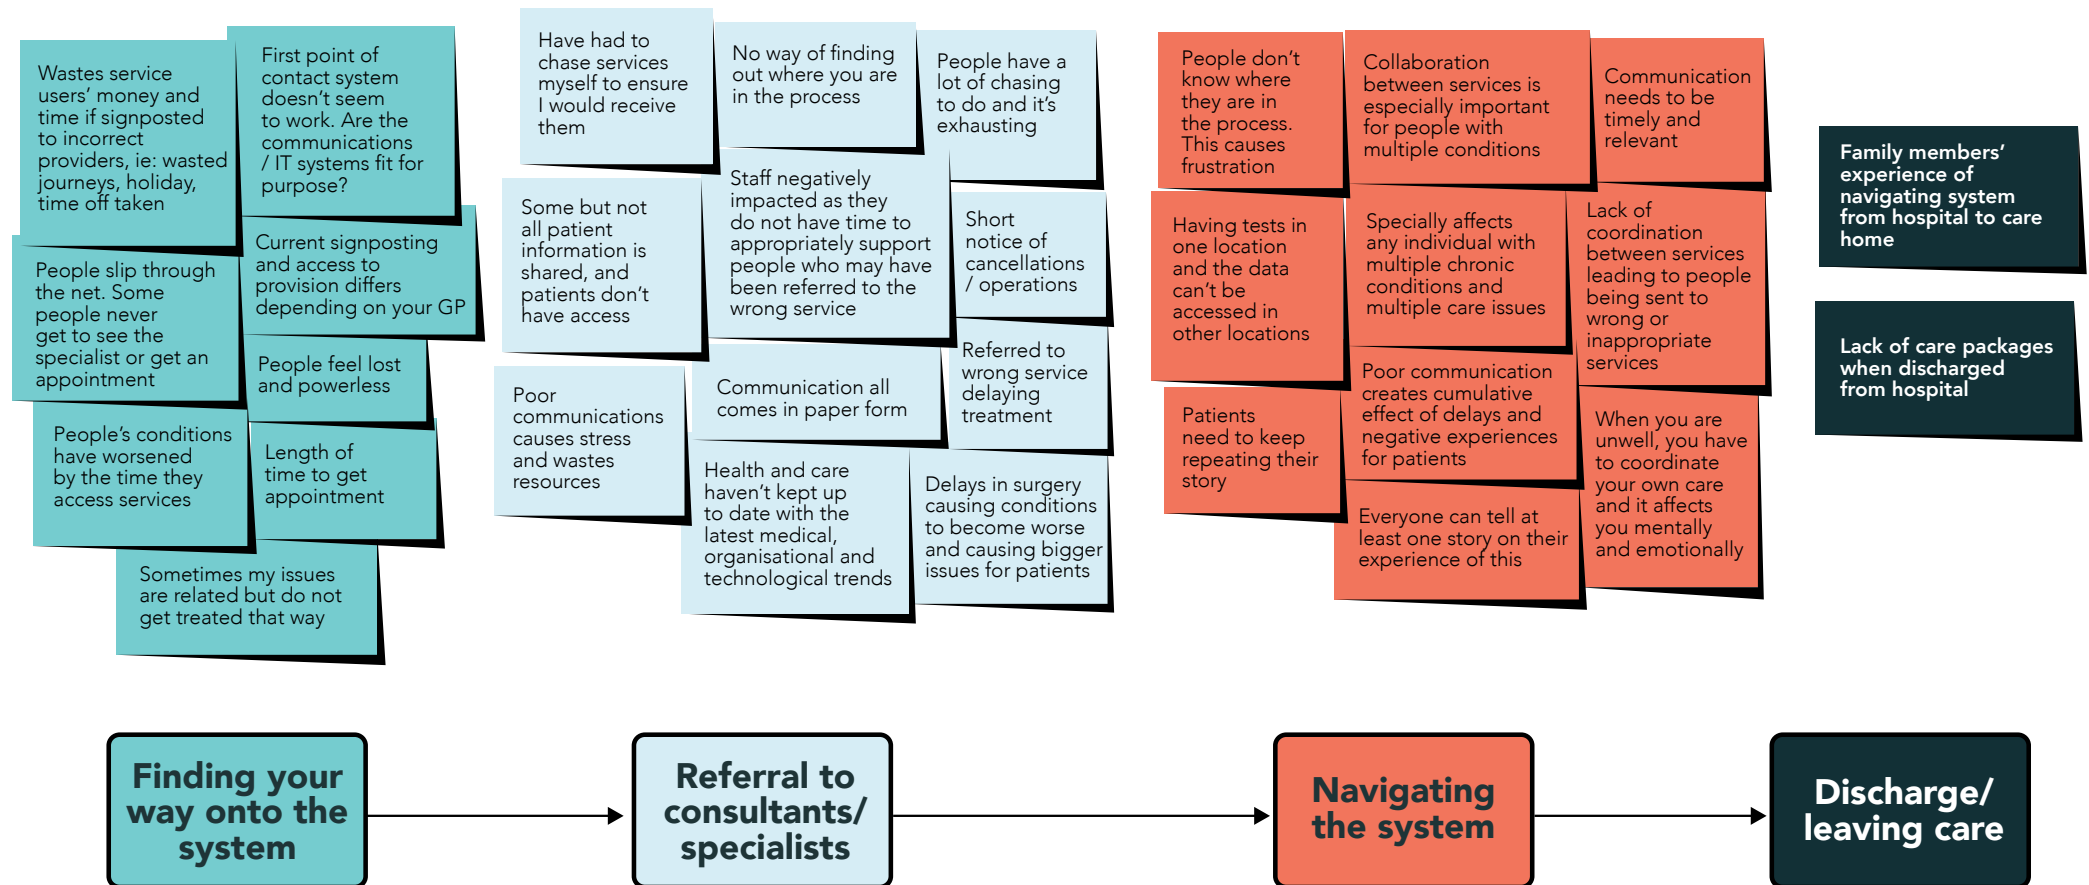 Wastes service
users’ money and
time if signposted
to incorrect
providers, ie: wasted
journeys, holiday,
time off taken
First point of
contact system
doesn’t seem
to work. Are the
communications
/ IT systems fit for
purpose?
People slip through
the net. Some
people never
get to see the
specialist or get an
appointment
Current signposting
and access to
provision differs
depending on your GP
People feel lost
and powerless
People’s conditions
have worsened
by the time they
access services
Length of
time to get
appointment
Sometimes my issues
are related but do not
get treated that way
Have had to
chase services
myself to ensure
I would receive
them
No way of finding
out where you are
in the process
People have a
lot of chasing
to do and it’s
exhausting
Some but not
all patient
information is
shared, and
patients don’t
have access
Staff negatively
impacted as they
do not have time to
appropriately support
people who may have
been referred to the
wrong service
Short
notice of
cancellations
/ operations
Poor
communications
causes stress
and wastes
resources
Communication all
comes in paper form
Referred to
wrong service
delaying
treatment
Health and care
haven’t kept up
to date with the
latest medical,
organisational and
technological trends
Delays in surgery
causing conditions
to become worse
and causing bigger
issues for patients
People don’t
know where
they are in
the process.
This causes
frustration
Collaboration
between services is
especially important
for people with
multiple conditions
Communication
needs to be
timely and
relevant
Having tests in
one location
and the data
can’t be
accessed in
other locations
Specially affects
any individual with
multiple chronic
conditions and
multiple care issues
Lack of
coordination
between services
leading to people
being sent to
wrong or
inappropriate
services
Patients
need to keep
repeating their
story
Poor communication
creates cumulative
effect of delays and
negative experiences
for patients
When you are
unwell, you have
to coordinate
your own care
and it affects
you mentally
and emotionally
Everyone can tell at
least one story on their
experience of this
Family members’
experience of
navigating system
from hospital to care
home
Lack of care packages
when discharged
from hospital
Finding your
way onto the
system
Referral to
consultants/
specialists
Navigating
the system
Discharge/
leaving care